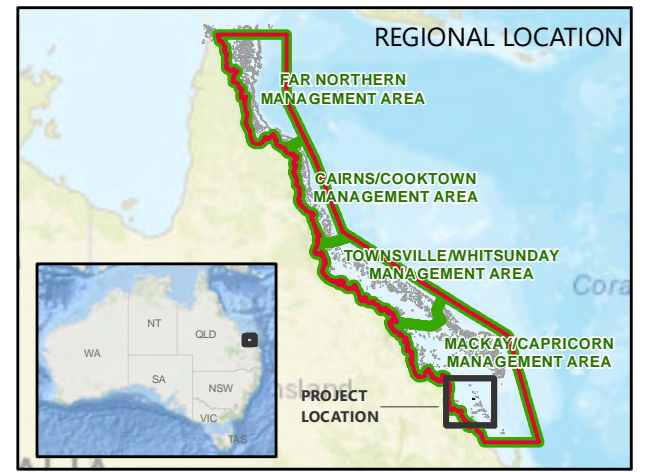 REGIONAL LOCATION
FAR NORTHERN
MANAGEMENT AREA
CAIRNS/COOKTOWN
MANAGEMENT AREA
TOWNSVILLE/WHITSUNDAY
MANAGEMENT AREA
Cora
MACKAY/CAPRICORN
MANAGEMENT AREA
PROJECT
LOCATION
NT
QLD
WA
SA
NSW
VIC
TAS